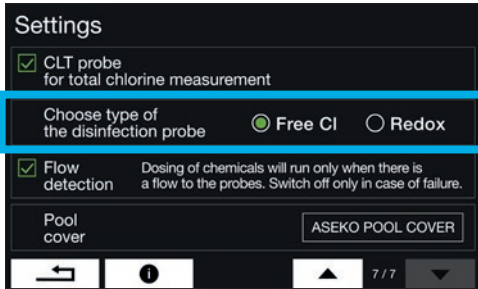 Settings
CLT probe
for total chlorine measurement
Choose type of
the disinfection probe
Free Cl
Redox
Flow
detection
Dosing of chemicals will run only when there is
a flow to the probes. Switch off only in case of failure.
Pool
cover
ASEKO POOL COVER
7/7